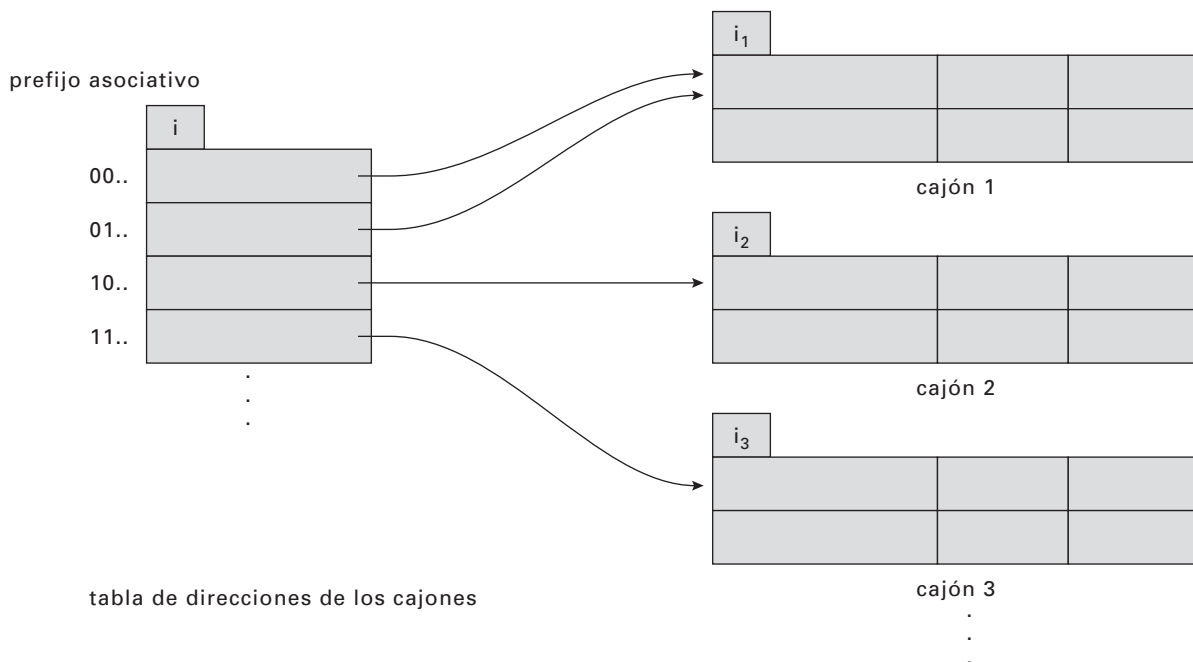 prefijo asociativo
i
00..
01..
10..
11..
.
.
.
tabla de direcciones de los cajones
i₁
cajón 1
i₂
cajón 2
i₃
cajón 3
.
.
.